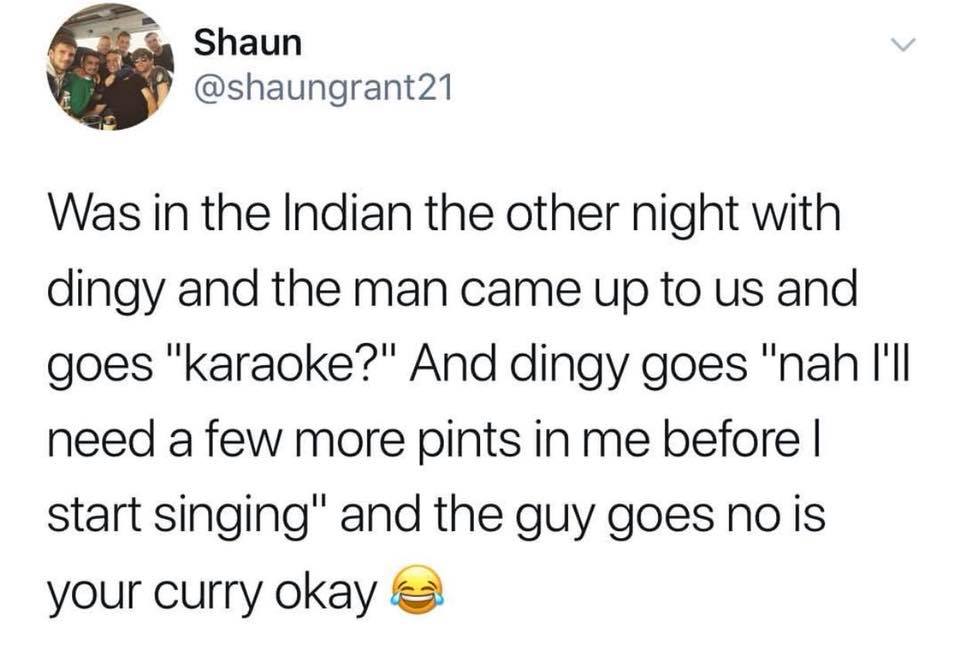 Shaun
@shaungrant21
Was in the Indian the other night with
dingy and the man came up to us and
goes "karaoke?" And dingy goes "nah I'll
need a few more pints in me before I
start singing" and the guy goes no is
your curry okay 😂